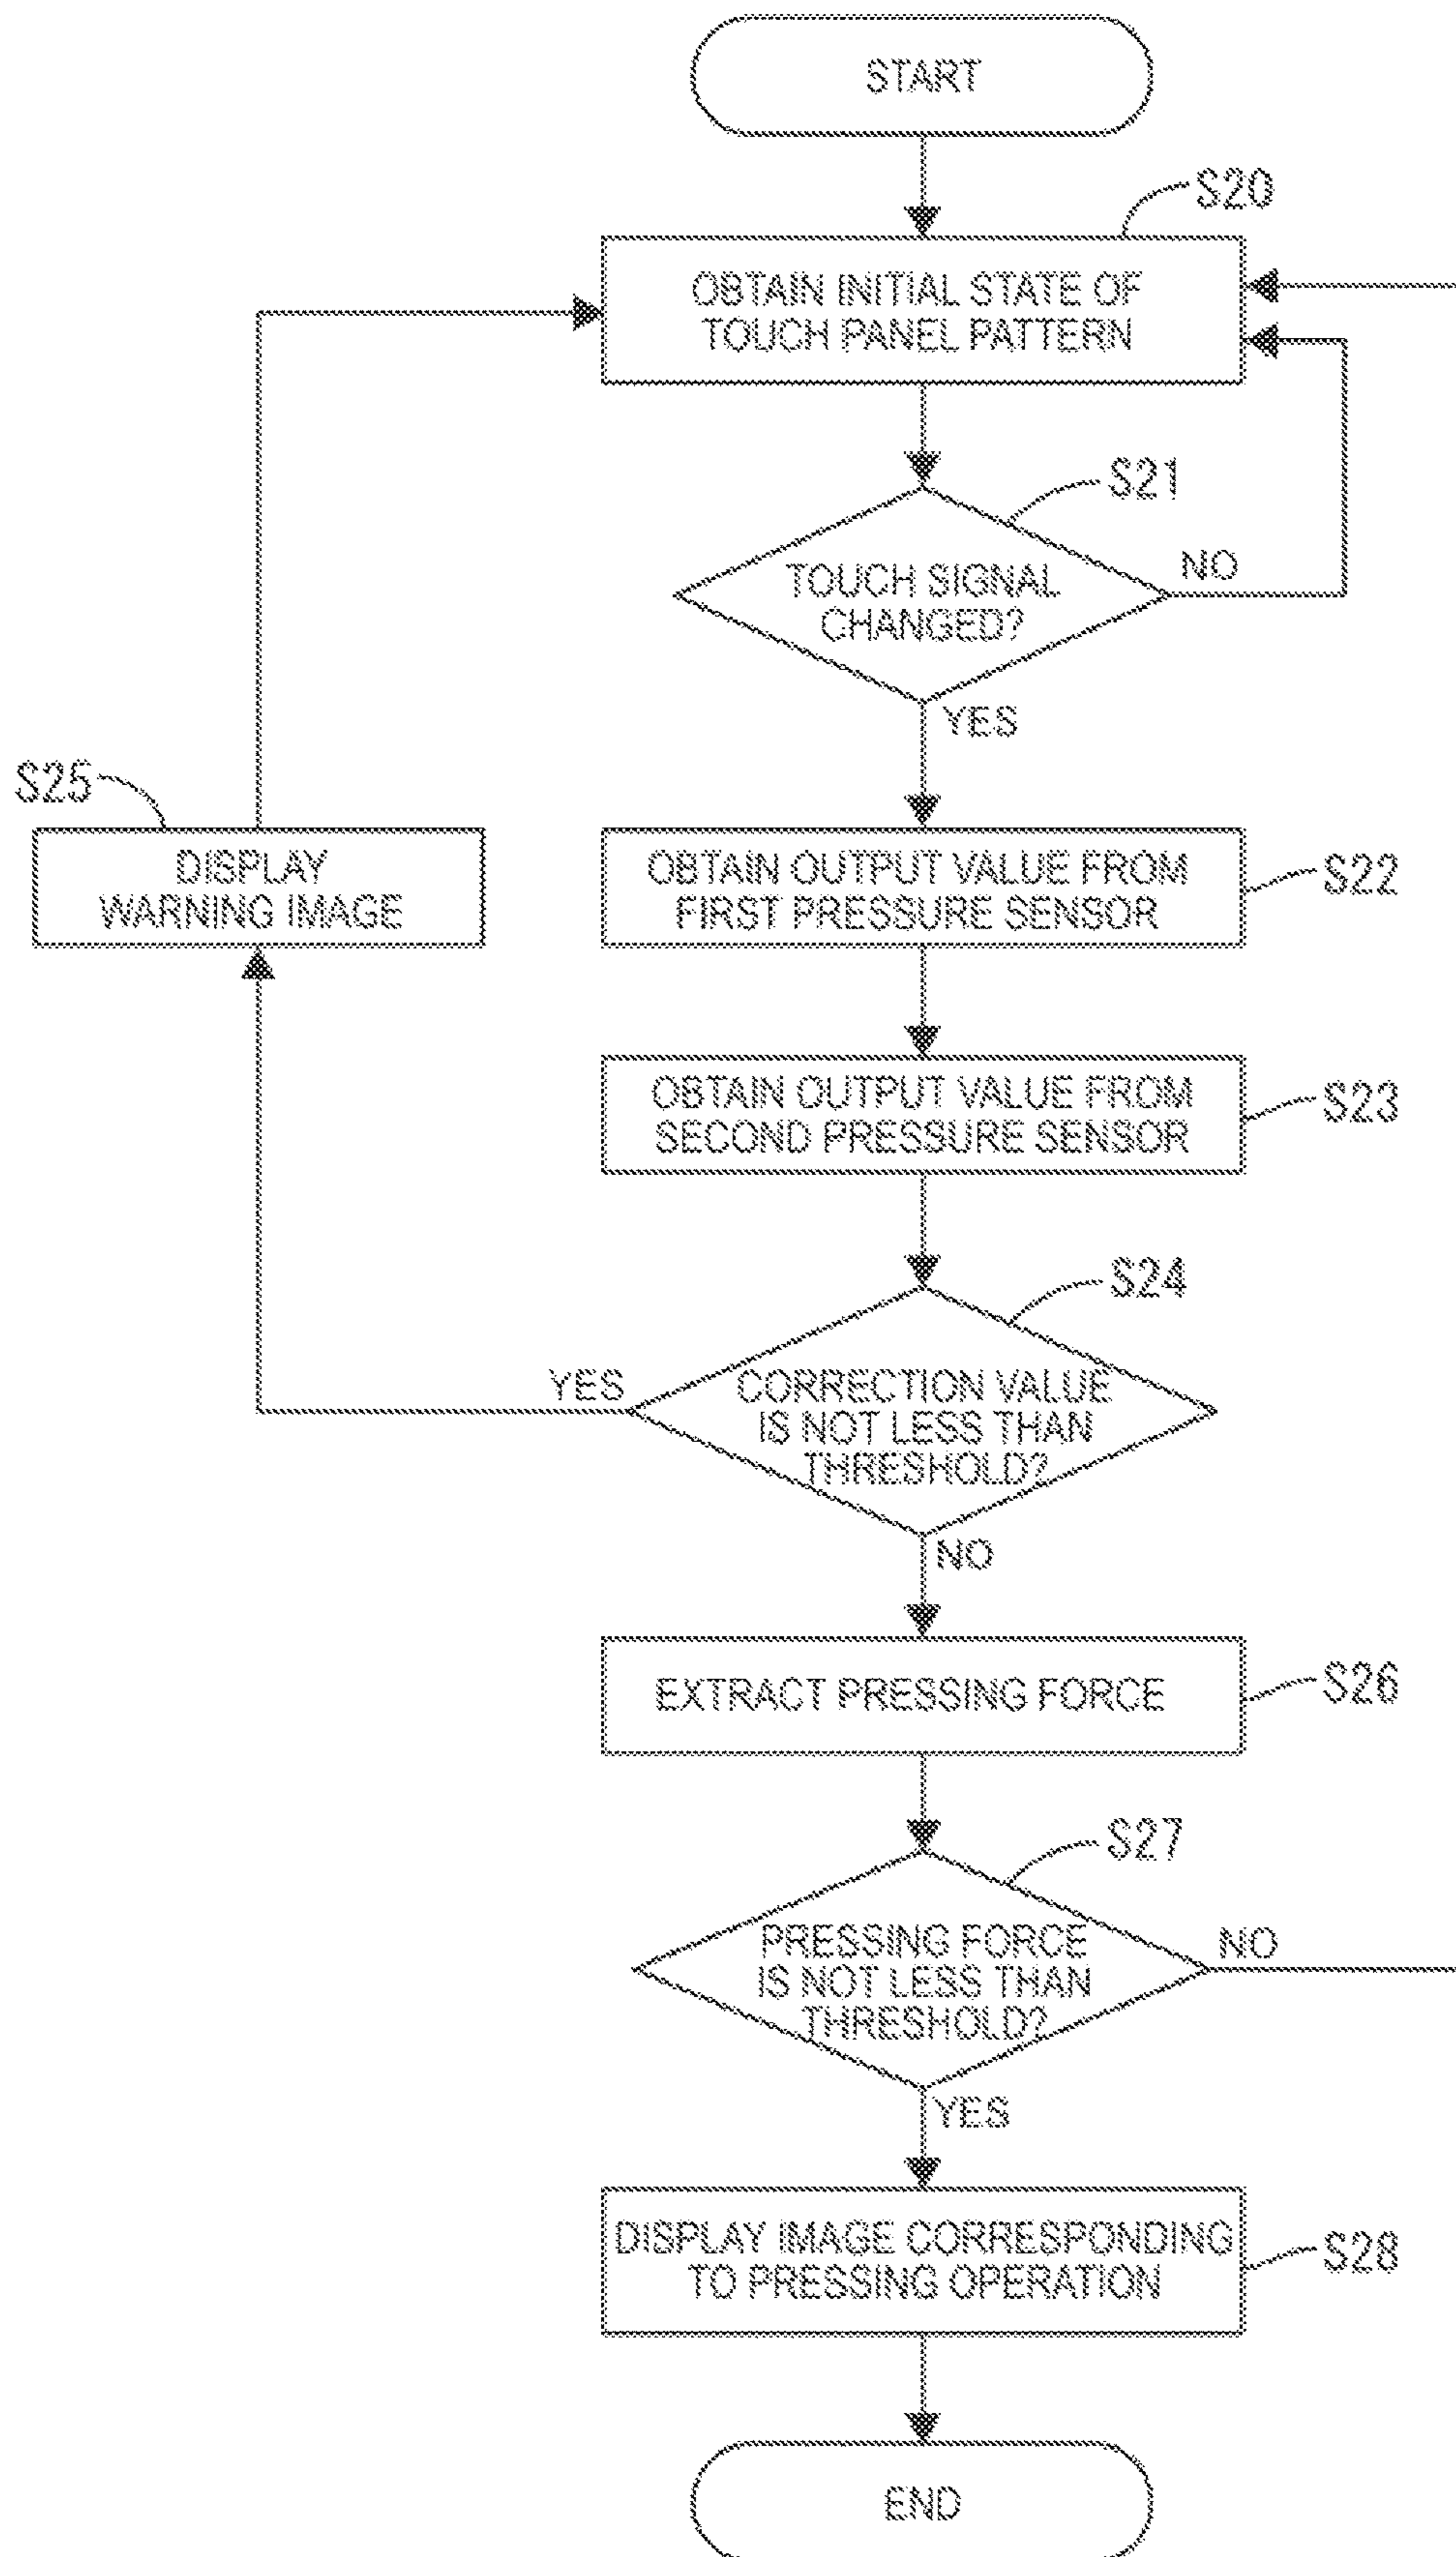 START
S20
OBTAIN INITIAL STATE OF
TOUCH PANEL PATTERN
S21
TOUCH SIGNAL
CHANGED?
NO
YES
S25
DISPLAY
WARNING IMAGE
OBTAIN OUTPUT VALUE FROM
FIRST PRESSURE SENSOR
S22
OBTAIN OUTPUT VALUE FROM
SECOND PRESSURE SENSOR
S23
S24
YES
CORRECTION VALUE
IS NOT LESS THAN
THRESHOLD?
NO
EXTRACT PRESSING FORCE
S26
S27
PRESSING FORCE
IS NOT LESS THAN
THRESHOLD?
NO
YES
DISPLAY IMAGE CORRESPONDING
TO PRESSING OPERATION
S28
END